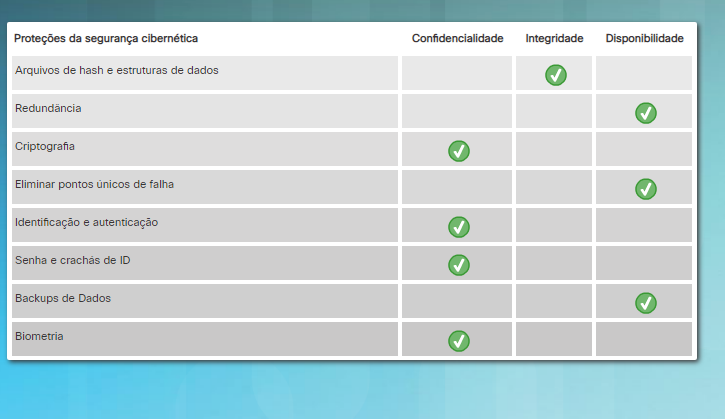 Proteções da segurança cibernética Confidencialidade Integridade Disponibilidade
Arquivos de hash e estruturas de dados
Redundância
Criptografia
Eliminar pontos únicos de falha
Identificação e autenticação
Senha e crachás de ID
Backups de Dados
Biometria